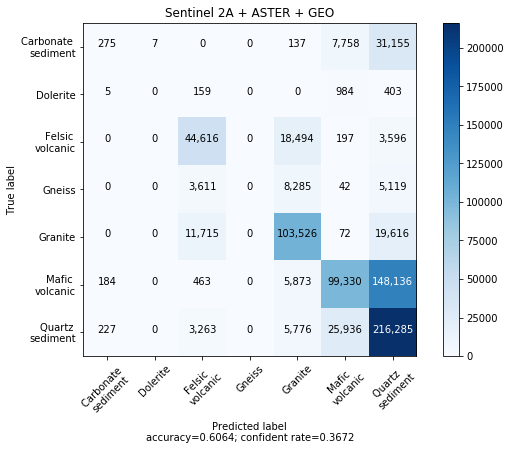 Sentinel 2A + ASTER + GEO
True label
Carbonate
sediment
275 7 0 0 137 7,758 31,155
Dolerite
5 0 159 0 0 984 403
Felsic
volcanic
0 0 44,616 0 18,494 197 3,596
Gneiss
0 0 3,611 0 8,285 42 5,119
Granite
0 0 11,715 0 103,526 72 19,616
Mafic
volcanic
184 0 463 0 5,873 99,330 148,136
Quartz
sediment
227 0 3,263 0 5,776 25,936 216,285
Carbonate
sediment
Dolerite
Felsic
volcanic
Gneiss
Granite
Mafic
volcanic
Quartz
sediment
Predicted label
accuracy=0.6064; confident rate=0.3672
200000
175000
150000
125000
100000
75000
50000
25000
0